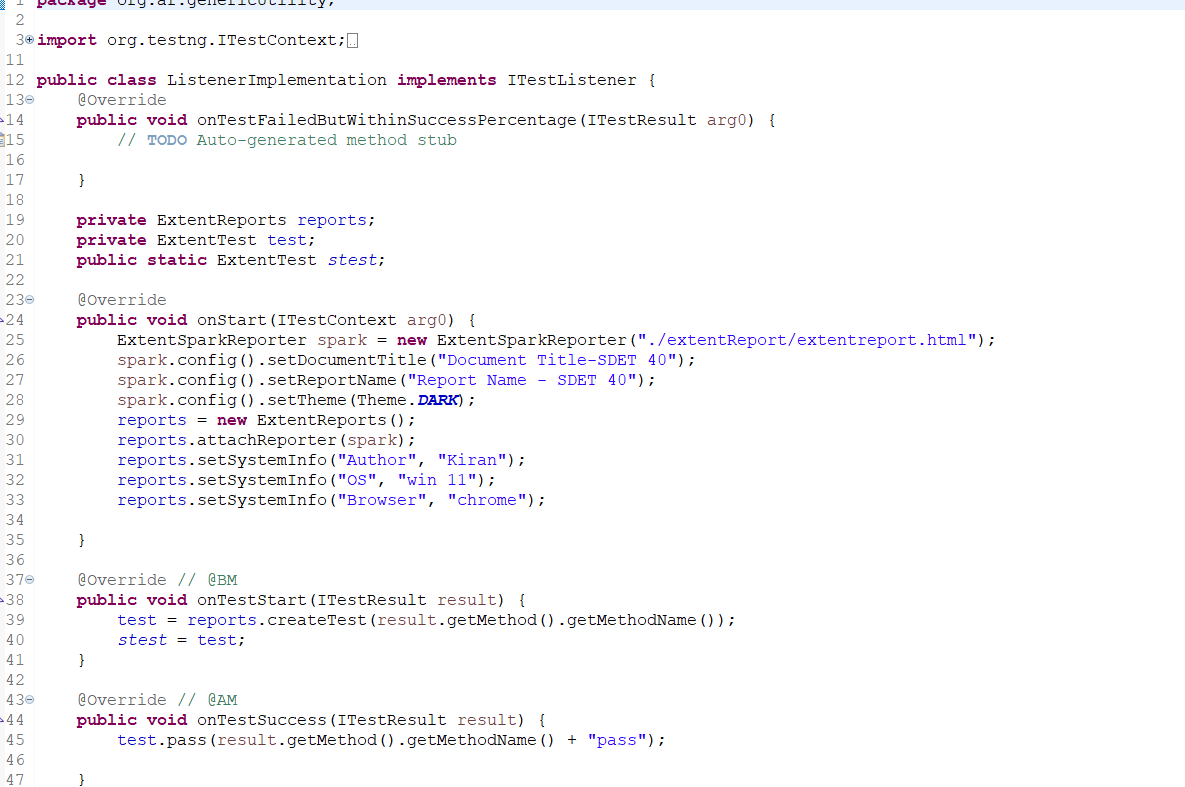 package org.ar.genericutility;
2
3 import org.testng.ITestContext;
11
12 public class ListenerImplementation implements ITestListener {
13 @Override
14 public void onTestFailedButWithinSuccessPercentage(ITestResult arg0) {
15 // TODO Auto-generated method stub
16
17 }
18
19 private ExtentReports reports;
20 private ExtentTest test;
21 public static ExtentTest stest;
22
23 @Override
24 public void onStart(ITestContext arg0) {
25 ExtentSparkReporter spark = new ExtentSparkReporter("./extentReport/extentreport.html");
26 spark.config().setDocumentTitle("Document Title-SDET 40");
27 spark.config().setReportName("Report Name - SDET 40");
28 spark.config().setTheme(Theme.DARK);
29 reports = new ExtentReports();
30 reports.attachReporter(spark);
31 reports.setSystemInfo("Author", "Kiran");
32 reports.setSystemInfo("OS", "win 11");
33 reports.setSystemInfo("Browser", "chrome");
34
35 }
36
37 @Override // @BM
38 public void onTestStart(ITestResult result) {
39 test = reports.createTest(result.getMethod().getMethodName());
40 stest = test;
41 }
42
43 @Override // @AM
44 public void onTestSuccess(ITestResult result) {
45 test.pass(result.getMethod().getMethodName() + "pass");
46
47 }